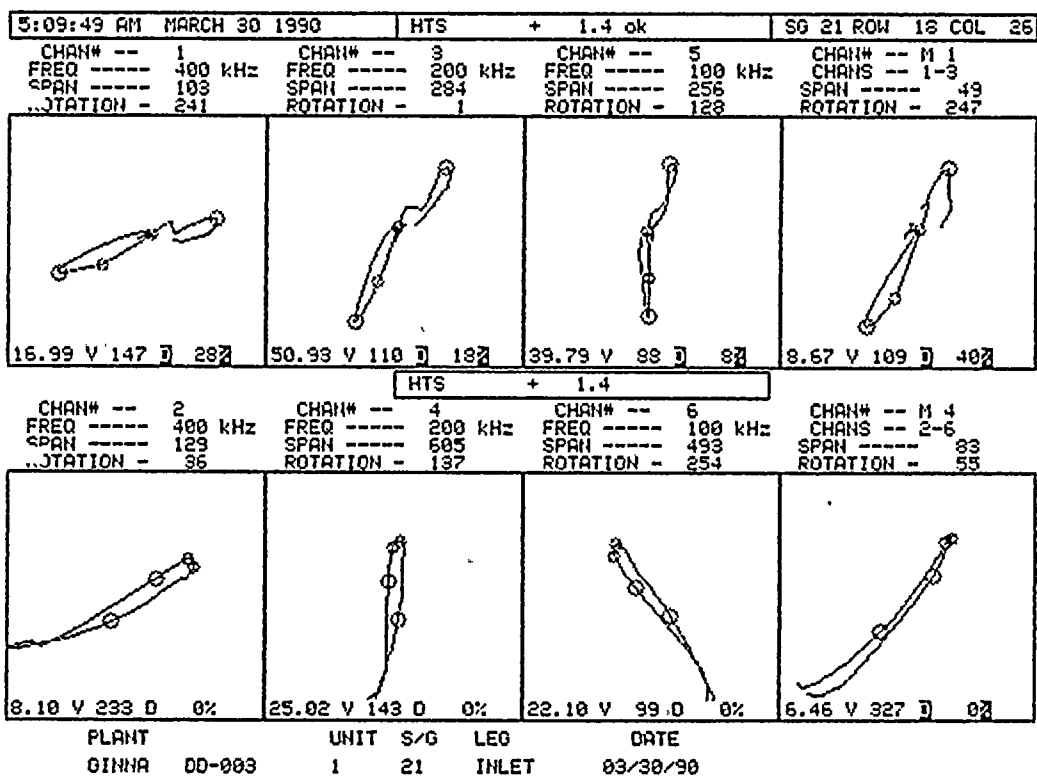 5:09:49 AM MARCH 30 1990 HTS + 1.4 ok SG 21 ROW 18 COL 26
CHAN# -- 1 CHAN# -- 3 CHAN# -- 5 CHAN# -- M 1
FREQ ----- 400 kHz FREQ ----- 200 kHz FREQ ----- 100 kHz CHANS -- 1-3
SPAN ----- 103 SPAN ----- 284 SPAN ----- 256 SPAN ----- 49
ROTATION - 241 ROTATION - 1 ROTATION - 128 ROTATION - 247
16.99 V 147 D 28% 50.93 V 110 D 18% 39.79 V 88 D 8% 8.67 V 109 D 40%
HTS + 1.4
CHAN# -- 2 CHAN# -- 4 CHAN# -- 6 CHAN# -- M 4
FREQ ----- 400 kHz FREQ ----- 200 kHz FREQ ----- 100 kHz CHANS -- 2-6
SPAN ----- 129 SPAN ----- 605 SPAN ----- 493 SPAN ----- 83
ROTATION - 36 ROTATION - 137 ROTATION - 254 ROTATION - 55
8.10 V 233 D 0% 25.02 V 143 D 0% 22.10 V 99 D 0% 6.46 V 327 D 0%
PLANT UNIT S/G LEG DATE
GINNA DD-003 1 21 INLET 03/30/90